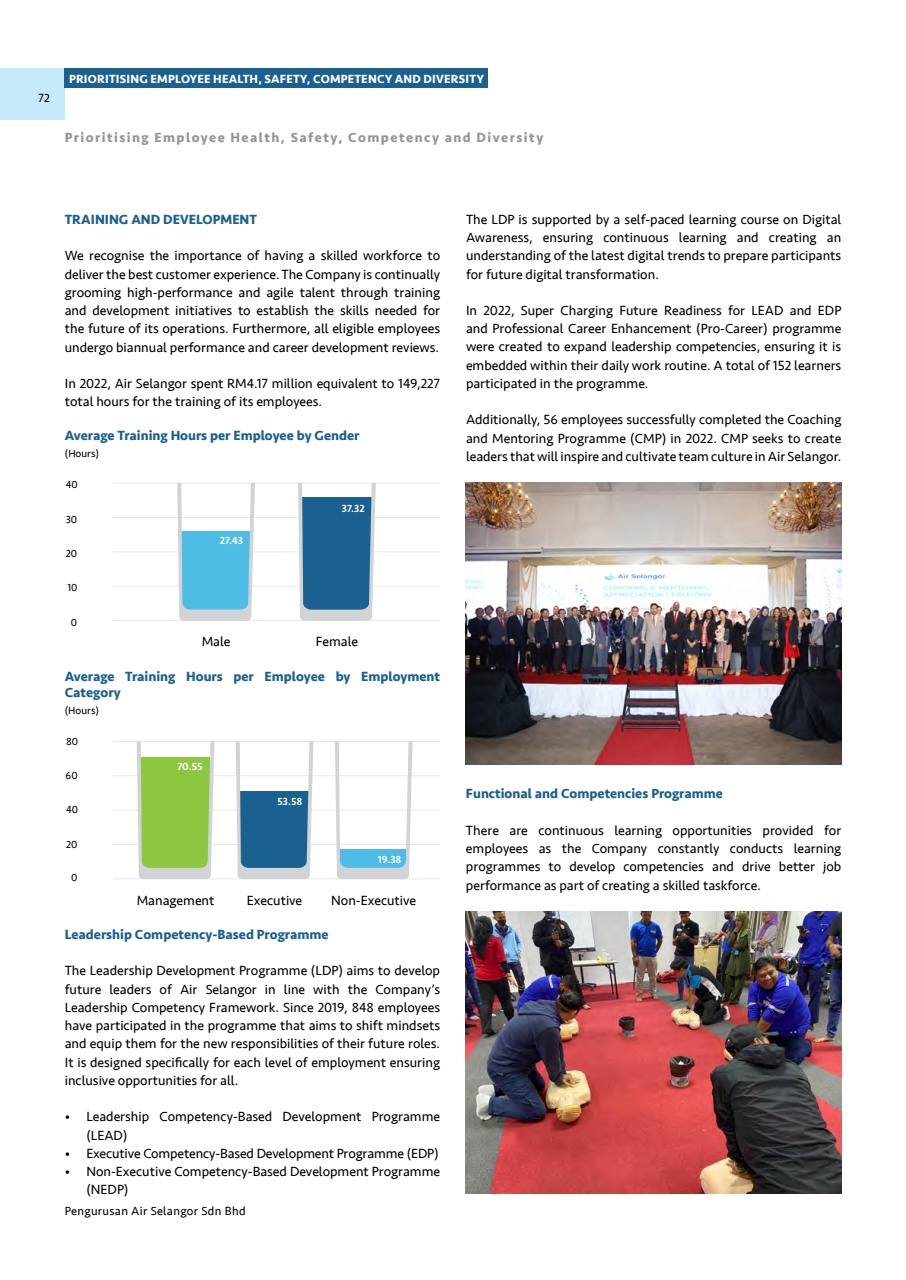 PRIORITISING EMPLOYEE HEALTH, SAFETY, COMPETENCY AND DIVERSITY
72
Prioritising Employee Health, Safety, Competency and Diversity
TRAINING AND DEVELOPMENT
We recognise the importance of having a skilled workforce to
deliver the best customer experience. The Company is continually
grooming high-performance and agile talent through training
and development initiatives to establish the skills needed for
the future of its operations. Furthermore, all eligible employees
undergo biannual performance and career development reviews.
In 2022, Air Selangor spent RM4.17 million equivalent to 149,227
total hours for the training of its employees.
Average Training Hours per Employee by Gender
(Hours)
40
30
20
10
0
27.43
37.32
Male
Female
Average Training Hours per Employee by Employment
Category
(Hours)
80
60
40
20
0
70.55
53.58
19.38
Management
Executive
Non-Executive
Leadership Competency-Based Programme
The Leadership Development Programme (LDP) aims to develop
future leaders of Air Selangor in line with the Company's
Leadership Competency Framework. Since 2019, 848 employees
have participated in the programme that aims to shift mindsets
and equip them for the new responsibilities of their future roles.
It is designed specifically for each level of employment ensuring
inclusive opportunities for all.
• Leadership Competency-Based Development Programme
(LEAD)
• Executive Competency-Based Development Programme (EDP)
• Non-Executive Competency-Based Development Programme
(NEDP)
Pengurusan Air Selangor Sdn Bhd
The LDP is supported by a self-paced learning course on Digital
Awareness, ensuring continuous learning and creating an
understanding of the latest digital trends to prepare participants
for future digital transformation.
In 2022, Super Charging Future Readiness for LEAD and EDP
and Professional Career Enhancement (Pro-Career) programme
were created to expand leadership competencies, ensuring it is
embedded within their daily work routine. A total of 152 learners
participated in the programme.
Additionally, 56 employees successfully completed the Coaching
and Mentoring Programme (CMP) in 2022. CMP seeks to create
leaders that will inspire and cultivate team culture in Air Selangor.
Air Selangor
COACHING & MENTORING
APPRECIATION CEREMONY
Functional and Competencies Programme
There are continuous learning opportunities provided for
employees as the Company constantly conducts learning
programmes to develop competencies and drive better job
performance as part of creating a skilled taskforce.